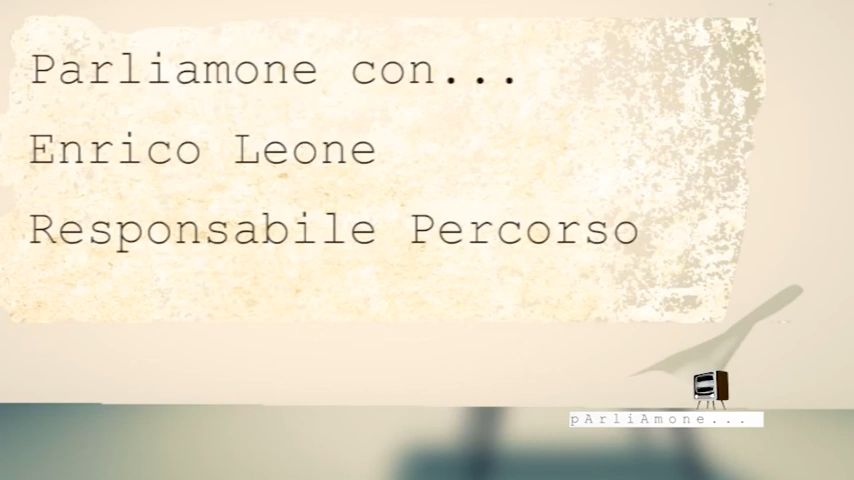 Parliamone con...
Enrico Leone
Responsabile Percorso
pArliAmone...